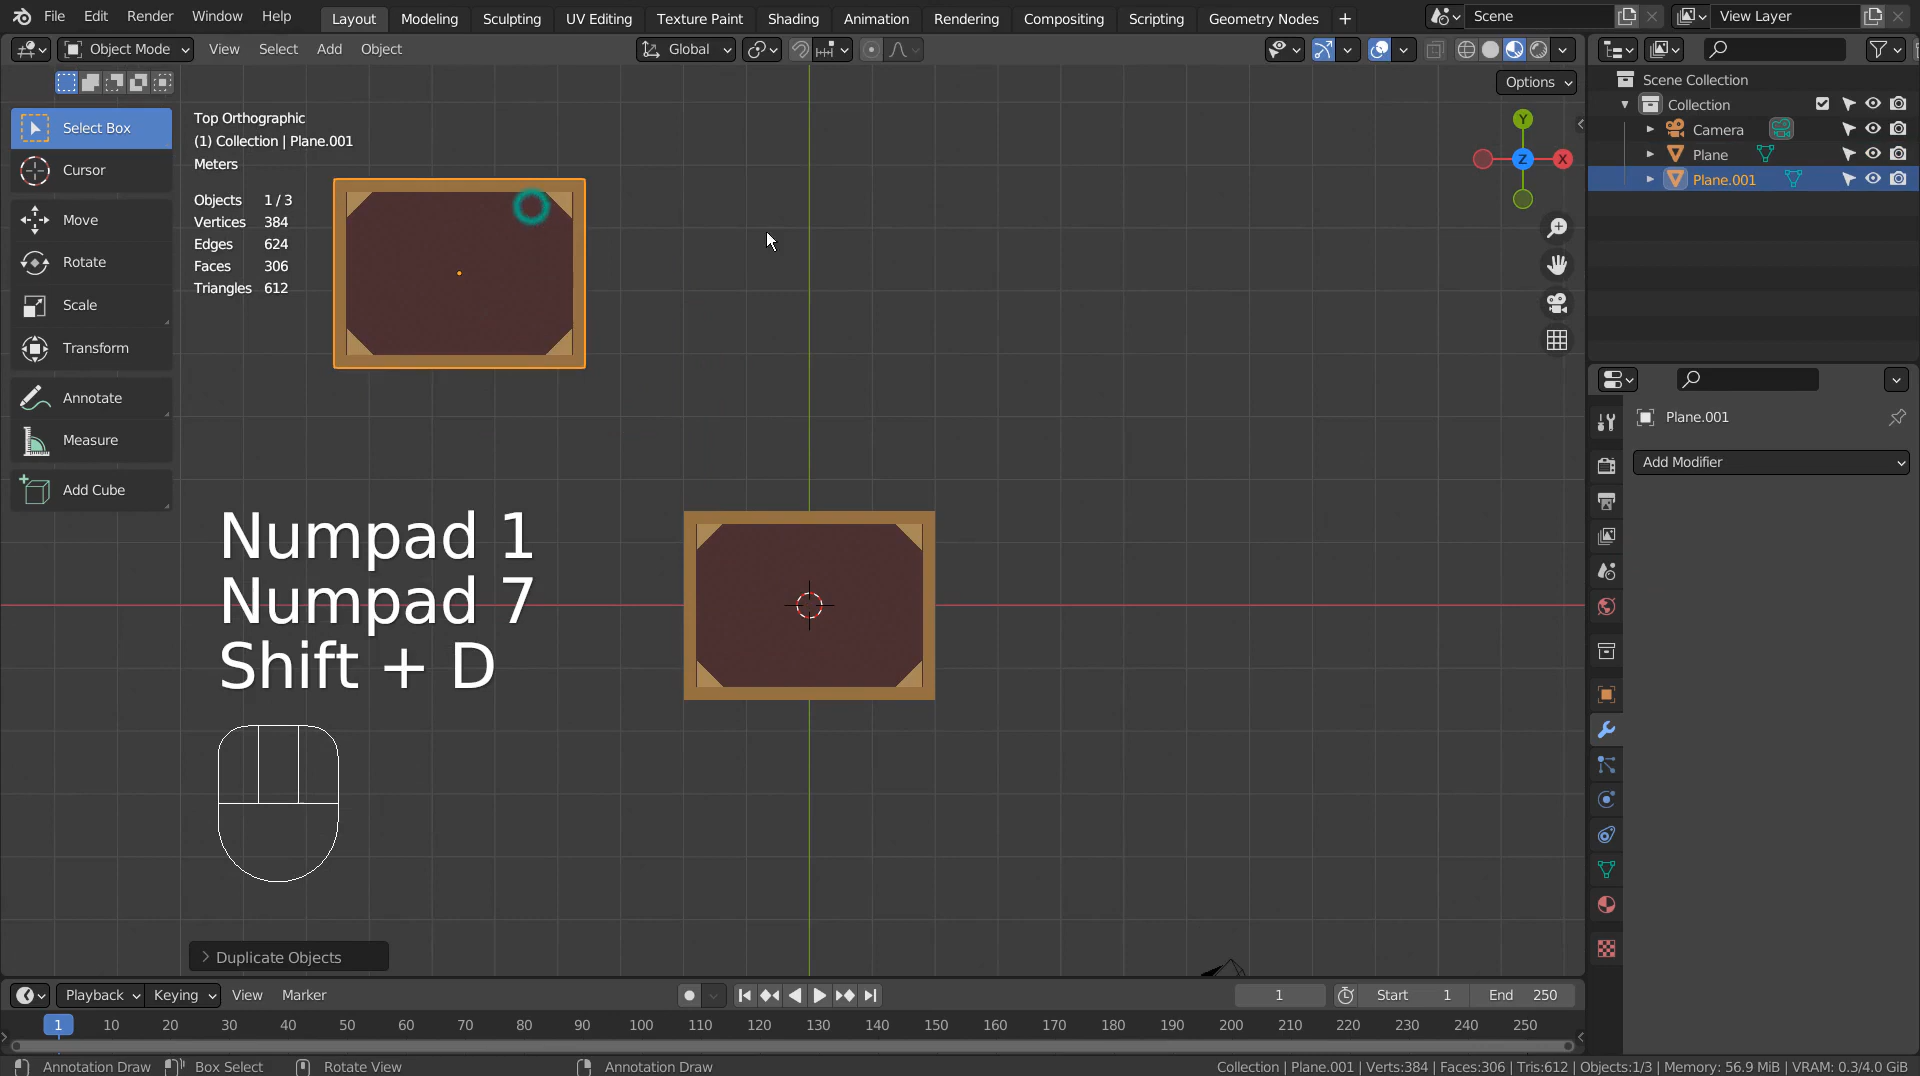 File Edit Render Window Help Layout Modeling Sculpting UV Editing Texture Paint Shading Animation Rendering Compositing Scripting Geometry Nodes + Scene View Layer
Object Mode View Select Add Object Global
Options
Select Box
Cursor
Move
Rotate
Scale
Transform
Annotate
Measure
Add Cube
Top Orthographic
(1) Collection | Plane.001
Meters
Objects 1 / 3
Vertices 384
Edges 624
Faces 306
Triangles 612
Y
Z X
Numpad 1
Numpad 7
Shift + D
Duplicate Objects
Scene Collection
Collection
Camera
Plane
Plane.001
Plane.001
Add Modifier
Playback Keying View Marker 1 Start 1 End 250
1 10 20 30 40 50 60 70 80 90 100 110 120 130 140 150 160 170 180 190 200 210 220 230 240 250
Annotation Draw Box Select Rotate View Annotation Draw Collection | Plane.001 | Verts:384 | Faces:306 | Tris:612 | Objects:1/3 | Memory: 56.9 MiB | VRAM: 0.3/4.0 GiB